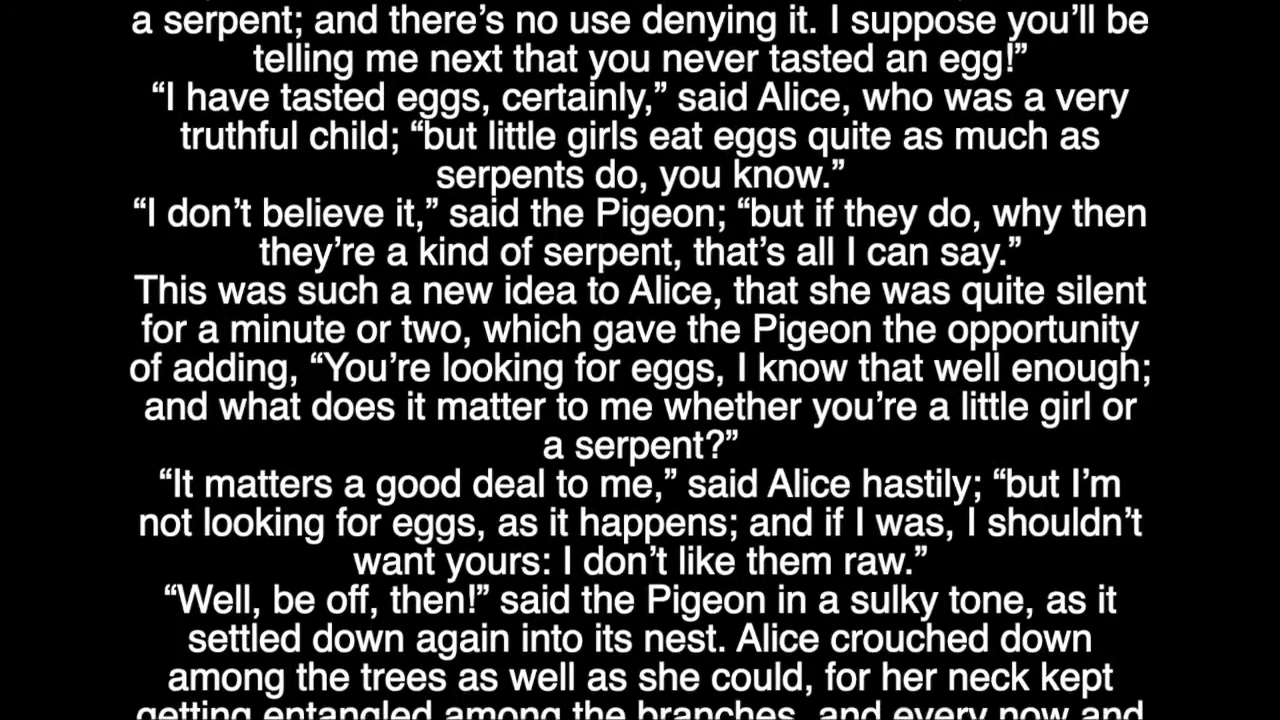 a serpent; and there’s no use denying it. I suppose you’ll be
telling me next that you never tasted an egg!”
“I have tasted eggs, certainly,” said Alice, who was a very
truthful child; “but little girls eat eggs quite as much as
serpents do, you know.”
“I don’t believe it,” said the Pigeon; “but if they do, why then
they’re a kind of serpent, that’s all I can say.”
This was such a new idea to Alice, that she was quite silent
for a minute or two, which gave the Pigeon the opportunity
of adding, “You’re looking for eggs, I know that well enough;
and what does it matter to me whether you’re a little girl or
a serpent?”
“It matters a good deal to me,” said Alice hastily; “but I’m
not looking for eggs, as it happens; and if I was, I shouldn’t
want yours: I don’t like them raw.”
“Well, be off, then!” said the Pigeon in a sulky tone, as it
settled down again into its nest. Alice crouched down
among the trees as well as she could, for her neck kept
getting entangled among the branches, and every now and